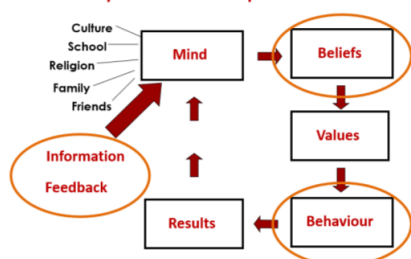 Culture
School
Religion
Family
Friends
Mind
Beliefs
Values
Information
Feedback
Results
Behaviour